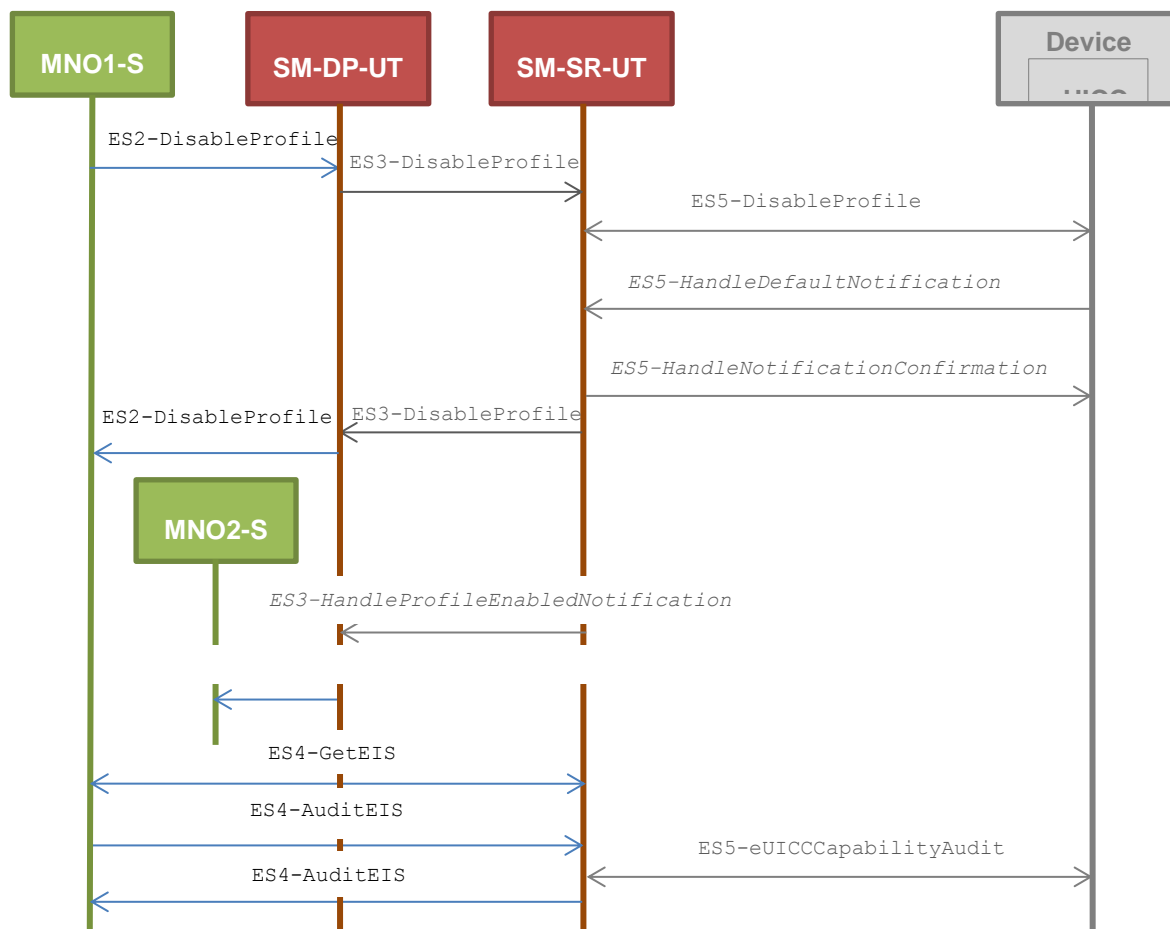 MNO1-S
SM-DP-UT
SM-SR-UT
Device
ES2-DisableProfile
ES3-DisableProfile
ES5-DisableProfile
ES5-HandleDefaultNotification
ES5-HandleNotificationConfirmation
ES2-DisableProfile
ES3-DisableProfile
MNO2-S
ES3-HandleProfileEnabledNotification
ES4-GetEIS
ES4-AuditEIS
ES5-eUICCCapabilityAudit
ES4-AuditEIS